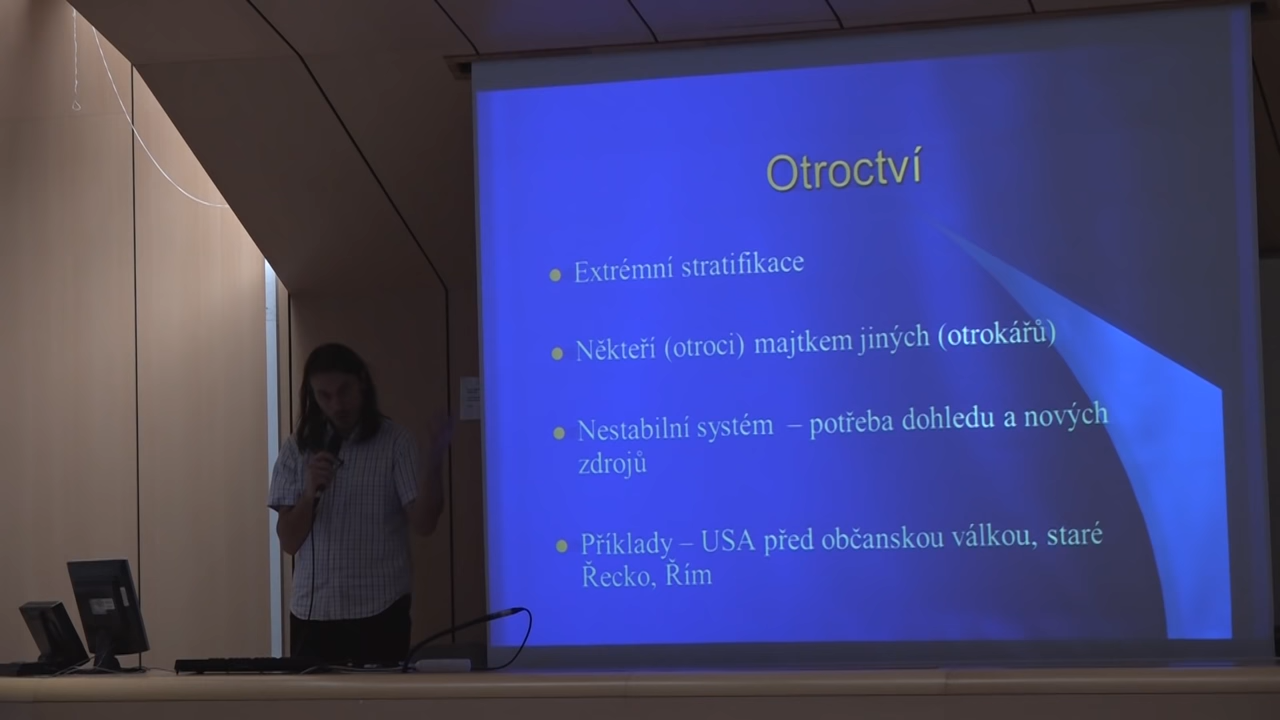 Otroctví
Extrémní stratifikace
Někteří (otroci) majtkem jiných (otrokářů)
Nestabilní systém – potřeba dohledu a nových
zdrojů
Příklady – USA před občanskou válkou, staré
Řecko, Řím